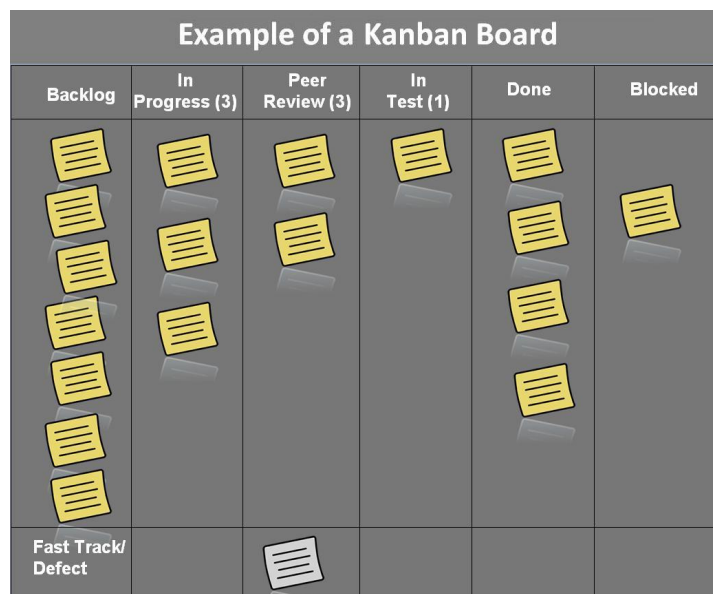 Example of a Kanban Board
Backlog
In
Progress (3)
Peer
Review (3)
In
Test (1)
Done
Blocked
Fast Track/
Defect